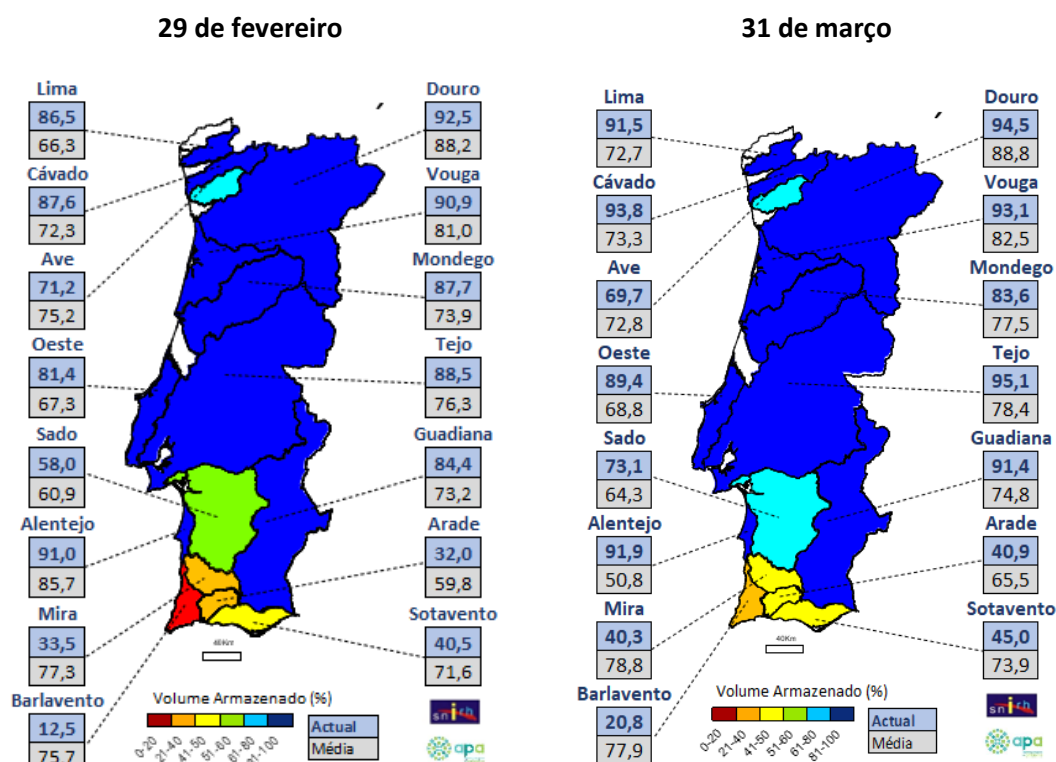 29 de fevereiro
Lima
86,5
66,3
Douro
92,5
88,2
Cávado
87,6
72,3
Vouga
90,9
81,0
Ave
71,2
75,2
Mondego
87,7
73,9
Oeste
81,4
67,3
Tejo
88,5
76,3
Sado
58,0
60,9
Guadiana
84,4
73,2
Alentejo
91,0
85,7
Arade
32,0
59,8
Mira
33,5
77,3
Sotavento
40,5
71,6
Barlavento
12,5
75,7
40Km
Volume Armazenado (%)
0-20
21-40
41-50
51-60
61-80
81-100
Actual
Média
snirh
apa
31 de março
Lima
91,5
72,7
Douro
94,5
88,8
Cávado
93,8
73,3
Vouga
93,1
82,5
Ave
69,7
72,8
Mondego
83,6
77,5
Oeste
89,4
68,8
Tejo
95,1
78,4
Sado
73,1
64,3
Guadiana
91,4
74,8
Alentejo
91,9
50,8
Arade
40,9
65,5
Mira
40,3
78,8
Sotavento
45,0
73,9
Barlavento
20,8
77,9
40Km
Volume Armazenado (%)
0-20
21-40
41-50
51-60
61-80
81-100
Actual
Média
snirh
apa